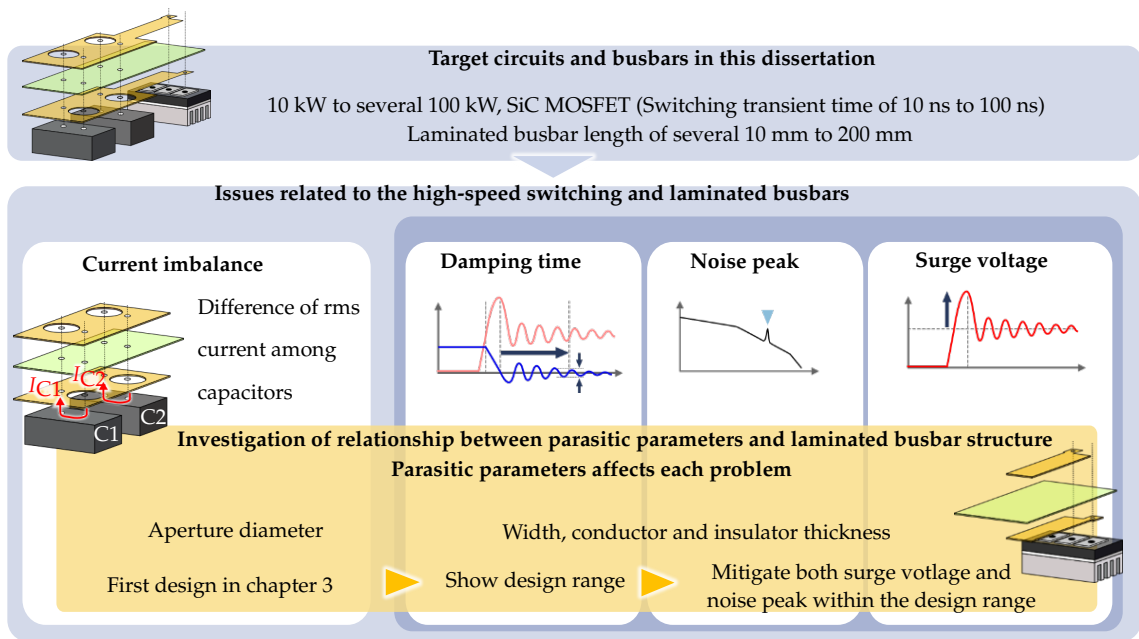 Target circuits and busbars in this dissertation
10 kW to several 100 kW, SiC MOSFET (Switching transient time of 10 ns to 100 ns)
Laminated busbar length of several 10 mm to 200 mm
Issues related to the high-speed switching and laminated busbars
Current imbalance
Difference of rms
current among
capacitors
IC1
IC2
C1
C2
Damping time
Noise peak
Surge voltage
Investigation of relationship between parasitic parameters and laminated busbar structure
Parasitic parameters affects each problem
Aperture diameter
Width, conductor and insulator thickness
First design in chapter 3
Show design range
Mitigate both surge votlage and
noise peak within the design range